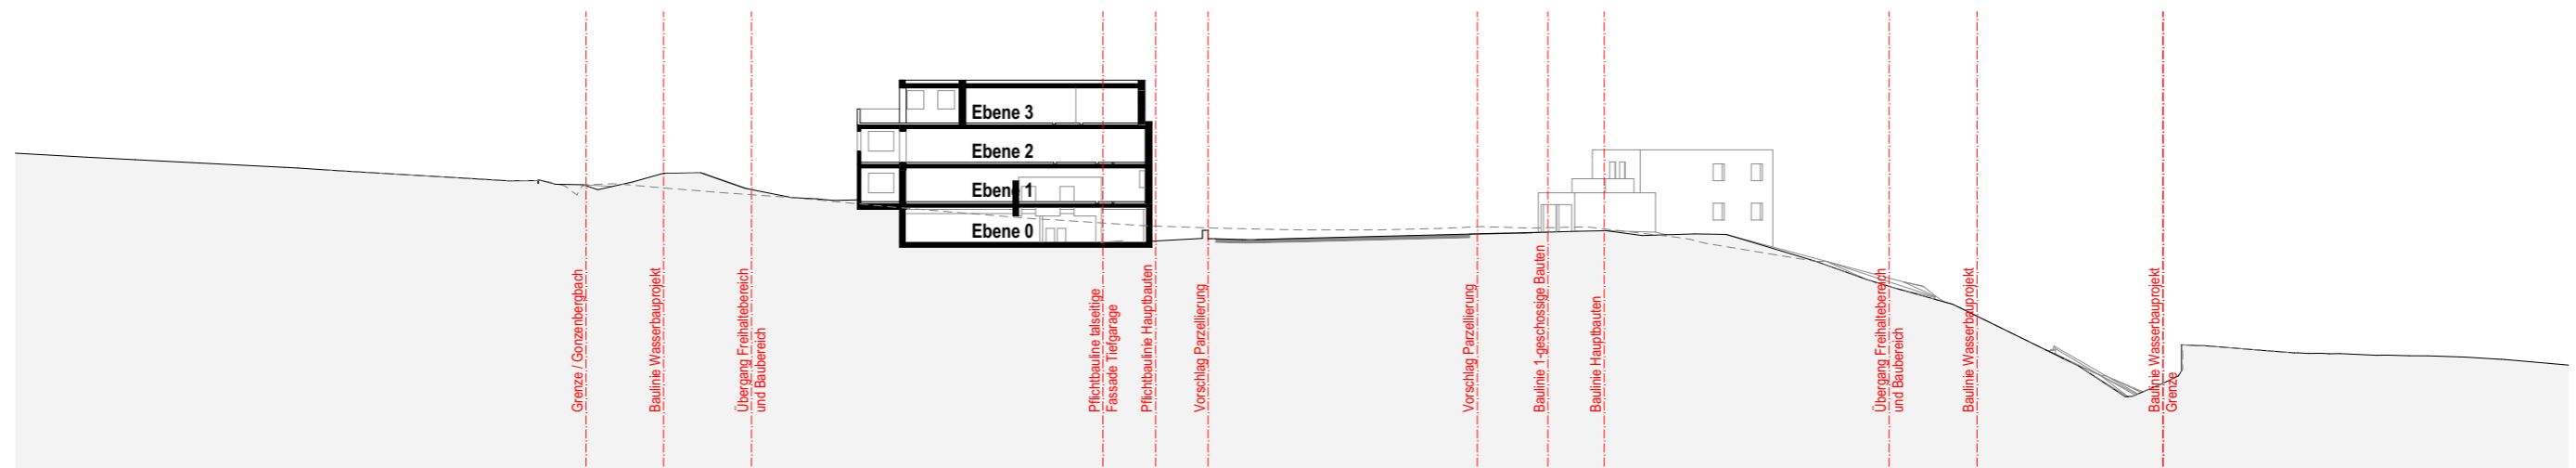 Ebene 3
Ebene 2
Ebene 1
Ebene 0
Grenze / Gonzenbergbach
Baulinie Wasserbauprojekt
Übergang Freihaltebereich
und Baubereich
Pflichtbauline talseitige
Fassade Tiefgarage
Pflichtbaulinie Hauptbauten
Vorschlag Parzellierung
Vorschlag Parzellierung
Baulinie 1-geschossige Bauten
Baulinie Hauptbauten
Übergang Freihaltebereich
und Baubereich
Baulinie Wasserbauprojekt
Baulinie Wasserbauprojekt
Grenze